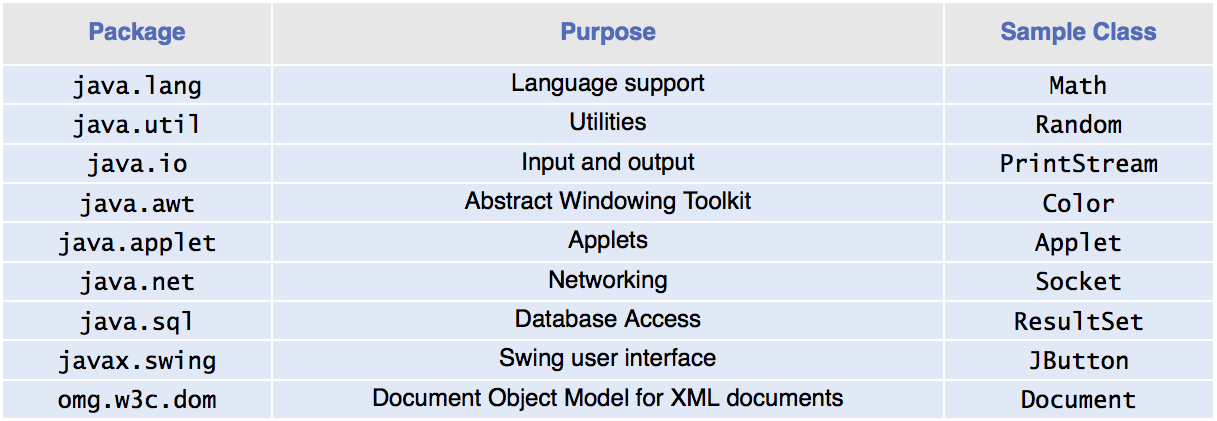 Package Purpose Sample Class
java.lang Language support Math
java.util Utilities Random
java.io Input and output PrintStream
java.awt Abstract Windowing Toolkit Color
java.applet Applets Applet
java.net Networking Socket
java.sql Database Access ResultSet
javax.swing Swing user interface JButton
omg.w3c.dom Document Object Model for XML documents Document